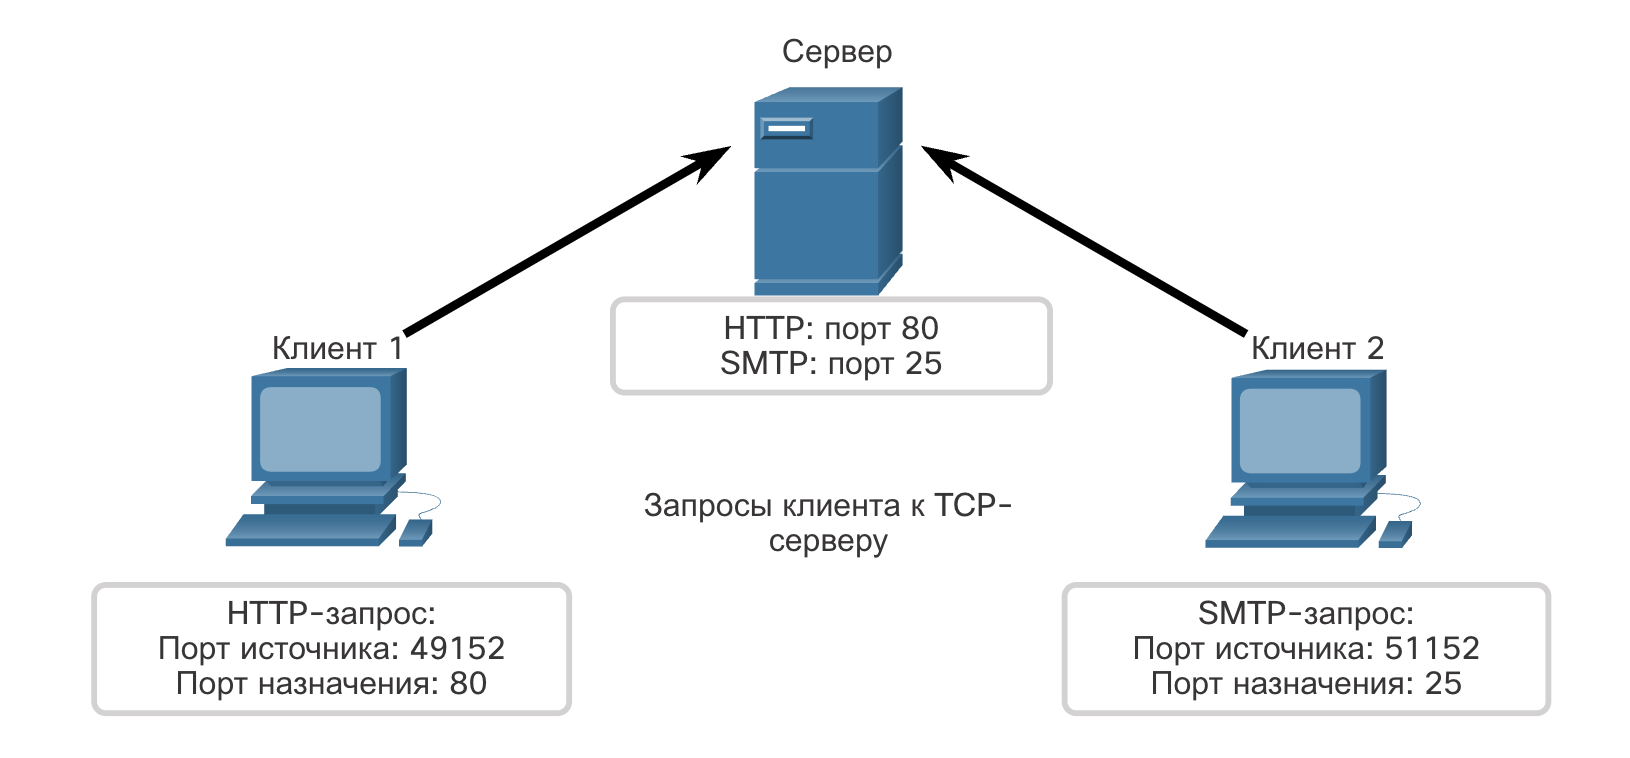 Сервер
HTTP: порт 80
SMTP: порт 25
Клиент 1
Клиент 2
Запросы клиента к TCP-
серверу
HTTP-запрос:
Порт источника: 49152
Порт назначения: 80
SMTP-запрос:
Порт источника: 51152
Порт назначения: 25